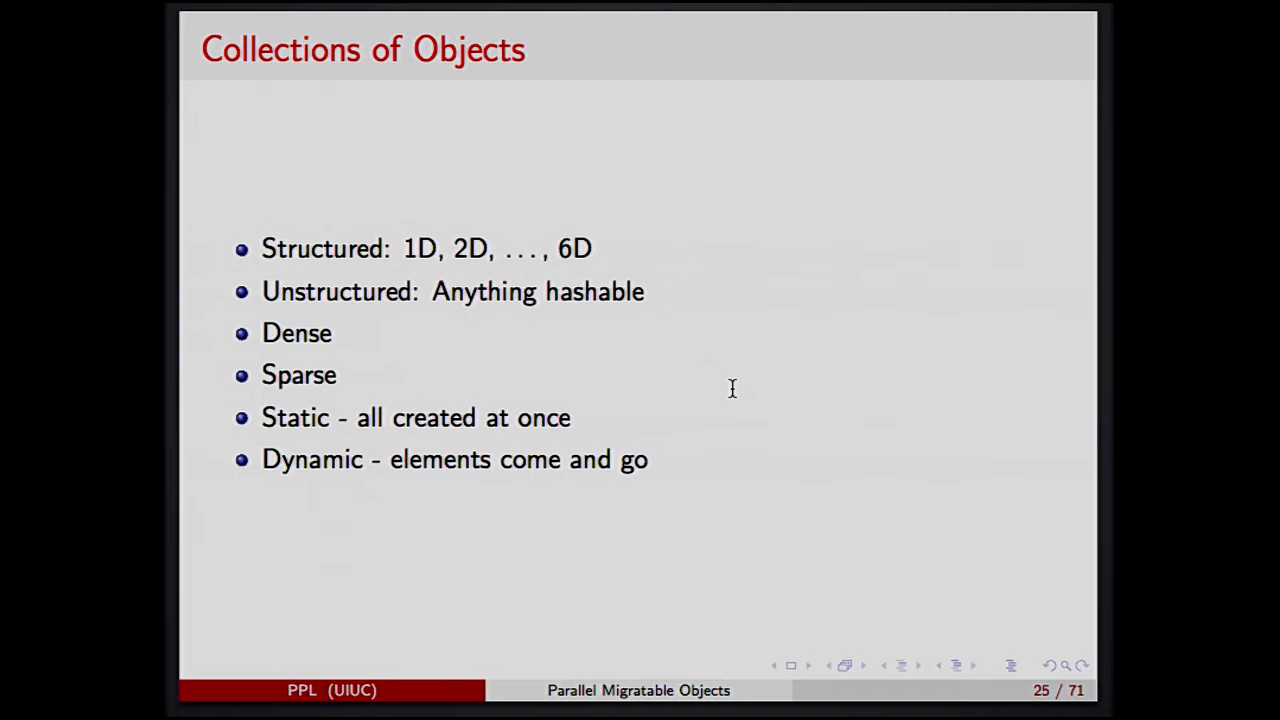 Collections of Objects
Structured: 1D, 2D, . . . , 6D
Unstructured: Anything hashable
Dense
Sparse
Static - all created at once
Dynamic - elements come and go
PPL (UIUC)
Parallel Migratable Objects
25 / 71